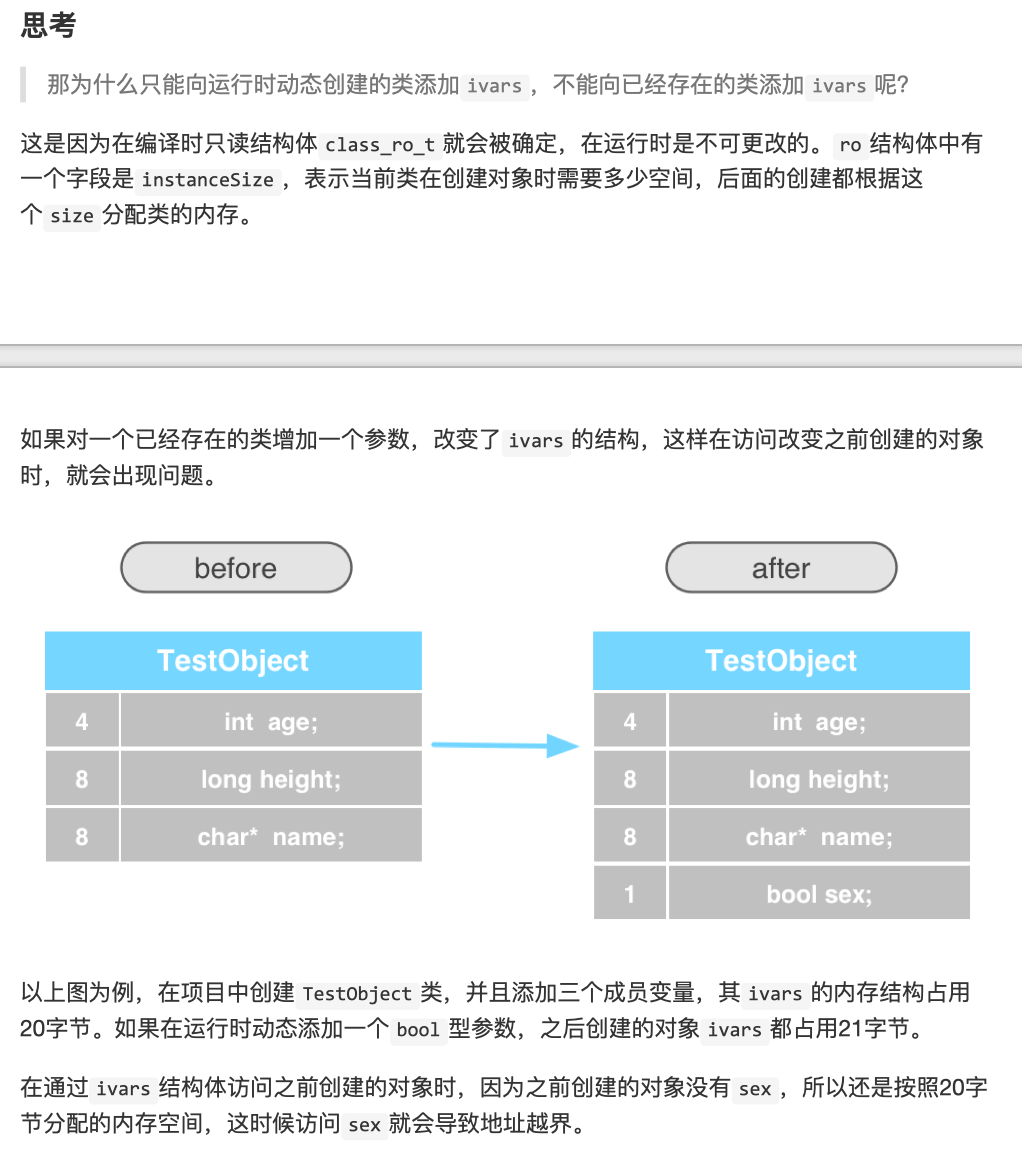 思考
那为什么只能向运行时动态创建的类添加 ivars ，不能向已经存在的类添加 ivars 呢?
这是因为在编译时只读结构体 class_ro_t 就会被确定，在运行时是不可更改的。 ro 结构体中有
一个字段是 instanceSize ，表示当前类在创建对象时需要多少空间，后面的创建都根据这
个 size 分配类的内存。
如果对一个已经存在的类增加一个参数，改变了 ivars 的结构，这样在访问改变之前创建的对象
时，就会出现问题。
before
after
TestObject
4 int age;
8 long height;
8 char* name;
TestObject
4 int age;
8 long height;
8 char* name;
1 bool sex;
以上图为例，在项目中创建 TestObject 类，并且添加三个成员变量，其 ivars 的内存结构占用
20字节。如果在运行时动态添加一个 bool 型参数，之后创建的对象 ivars 都占用21字节。
在通过 ivars 结构体访问之前创建的对象时，因为之前创建的对象没有 sex ，所以还是按照20字
节分配的内存空间，这时候访问 sex 就会导致地址越界。